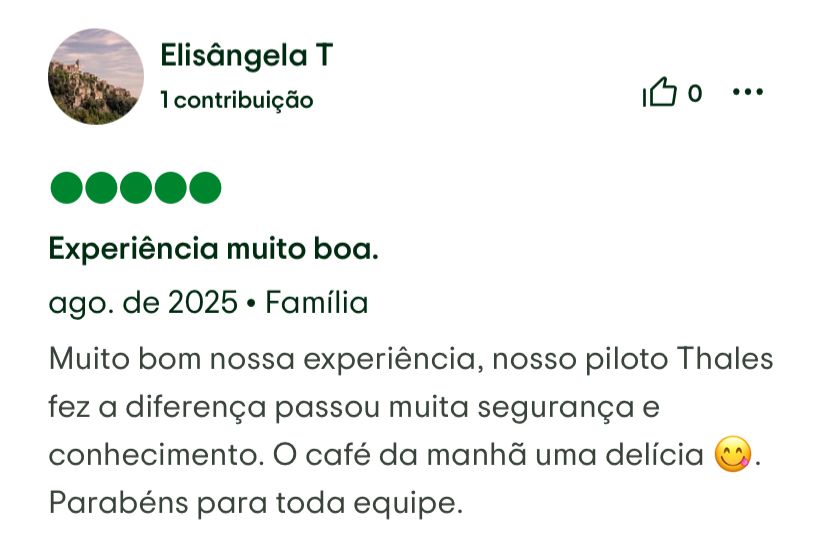 Elisângela T
1 contribuição
0
Experiência muito boa.
ago. de 2025 • Família
Muito bom nossa experiência, nosso piloto Thales
fez a diferença passou muita segurança e
conhecimento. O café da manhã uma delícia 😋.
Parabéns para toda equipe.